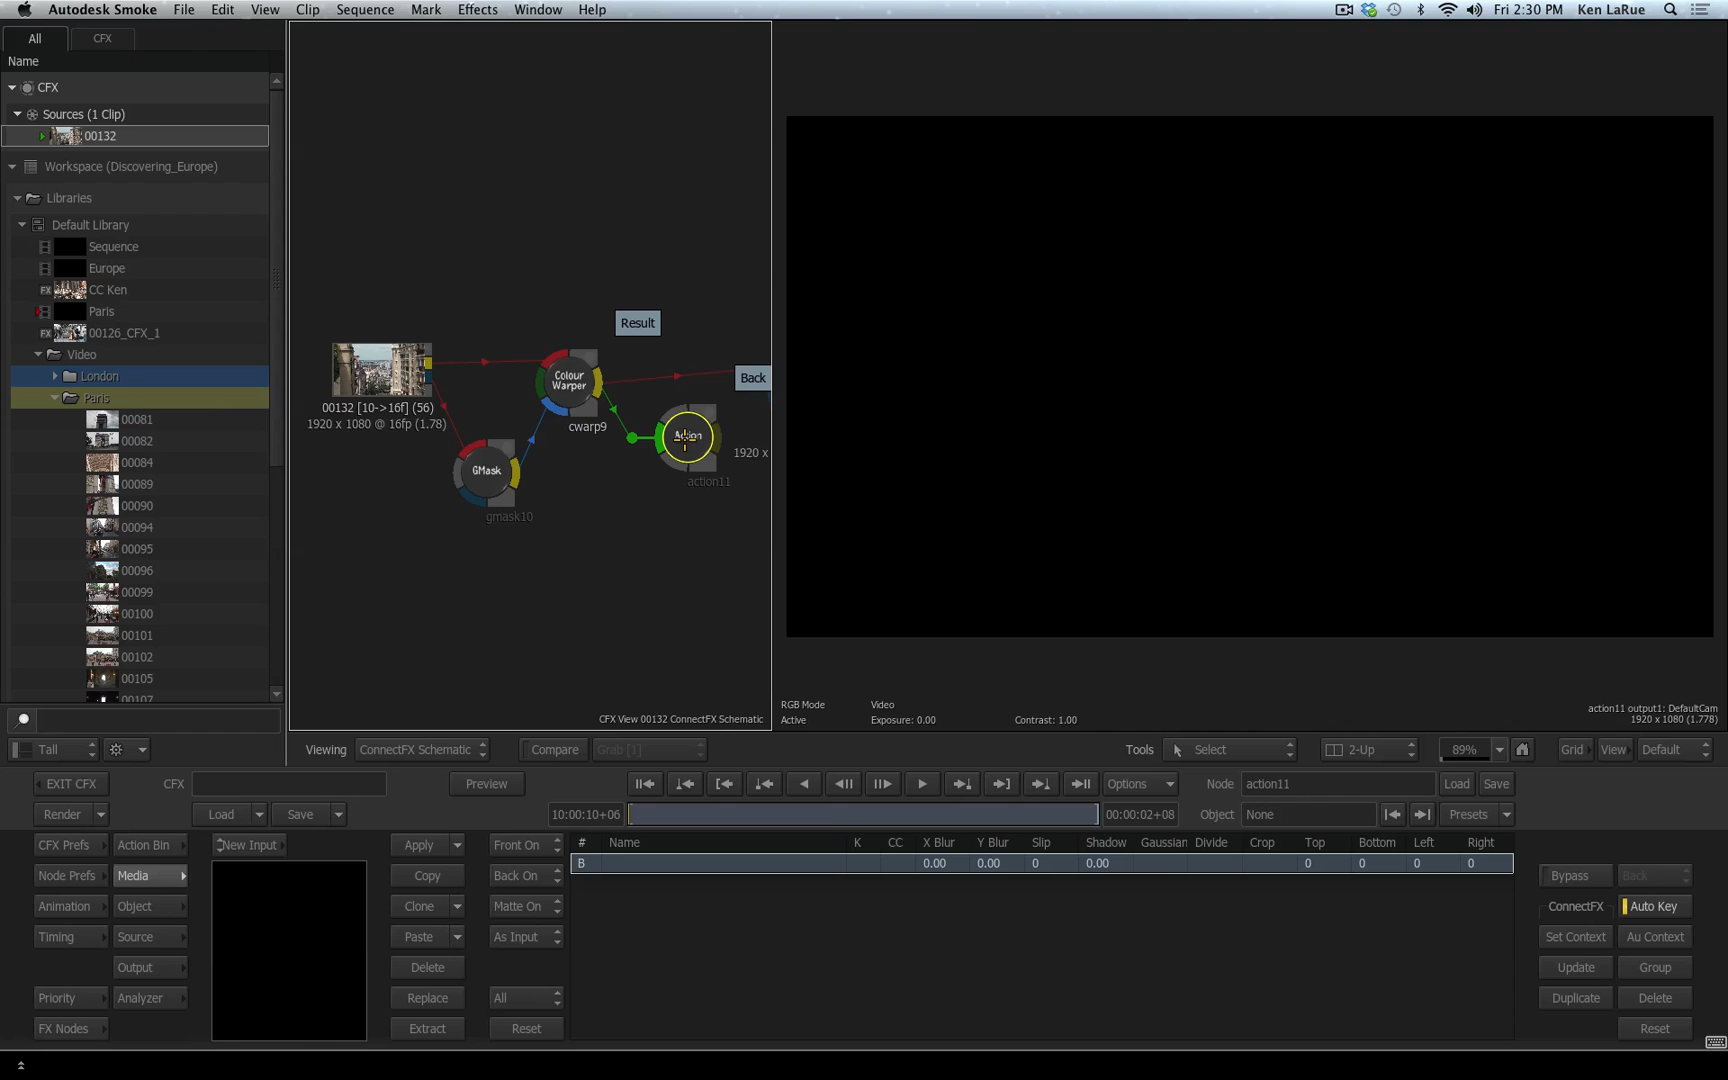 Autodesk Smoke File Edit View Clip Sequence Mark Effects Window Help Fri 2:30 PM Ken LaRue
All CFX
Name
CFX
Sources (1 Clip)
00132
Workspace (Discovering_Europe)
Libraries
Default Library
Sequence
Europe
FX CC Ken
Paris
FX 00126_CFX_1
Video
London
Paris
00081
00082
00084
00089
00090
00094
00095
00096
00099
00100
00101
00102
00105
00107
Result
Back
Colour
Warper
cwarp9
00132 [10->16f] (56)
1920 x 1080 @ 16fp (1.78)
Action
1920 x
action11
GMask
gmask10
CFX View 00132 ConnectFX Schematic
RGB Mode Video
Active Exposure: 0.00 Contrast: 1.00
action11 output1: DefaultCam
1920 x 1080 (1.778)
Tall Viewing ConnectFX Schematic Compare Grab [1] Tools Select 2-Up 89% Grid View Default
EXIT CFX CFX Preview Options Node action11 Load Save
Render Load Save 10:00:10+06 00:00:02+08 Object None Presets
CFX Prefs Action Bin New Input Apply Front On # Name K CC X Blur Y Blur Slip Shadow Gaussian Divide Crop Top Bottom Left Right
B 0.00 0.00 0 0.00 0 0 0 0
Node Prefs Media Copy Back On Bypass Back
Animation Object Clone Matte On ConnectFX Auto Key
Timing Source Paste As Input Set Context Au Context
Output Delete Update Group
Priority Analyzer Replace All Duplicate Delete
FX Nodes Extract Reset Reset